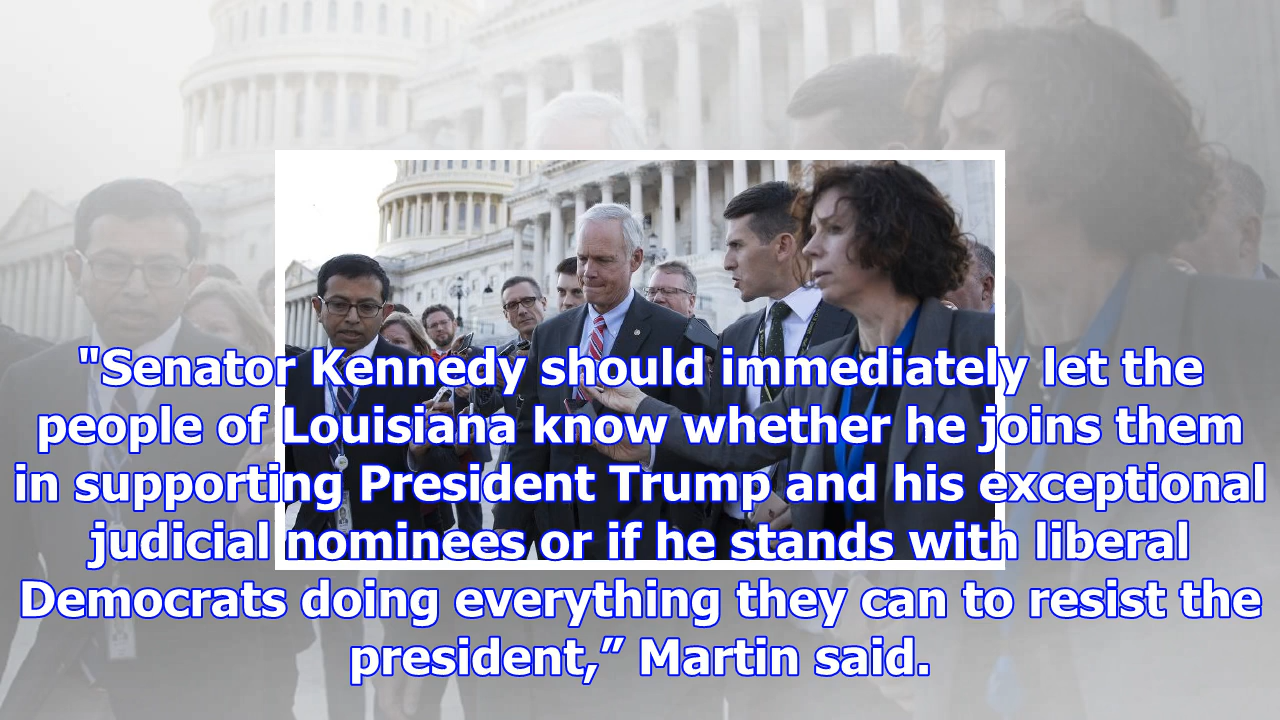 "Senator Kennedy should immediately let the
people of Louisiana know whether he joins them
in supporting President Trump and his exceptional
judicial nominees or if he stands with liberal
Democrats doing everything they can to resist the
president,” Martin said.